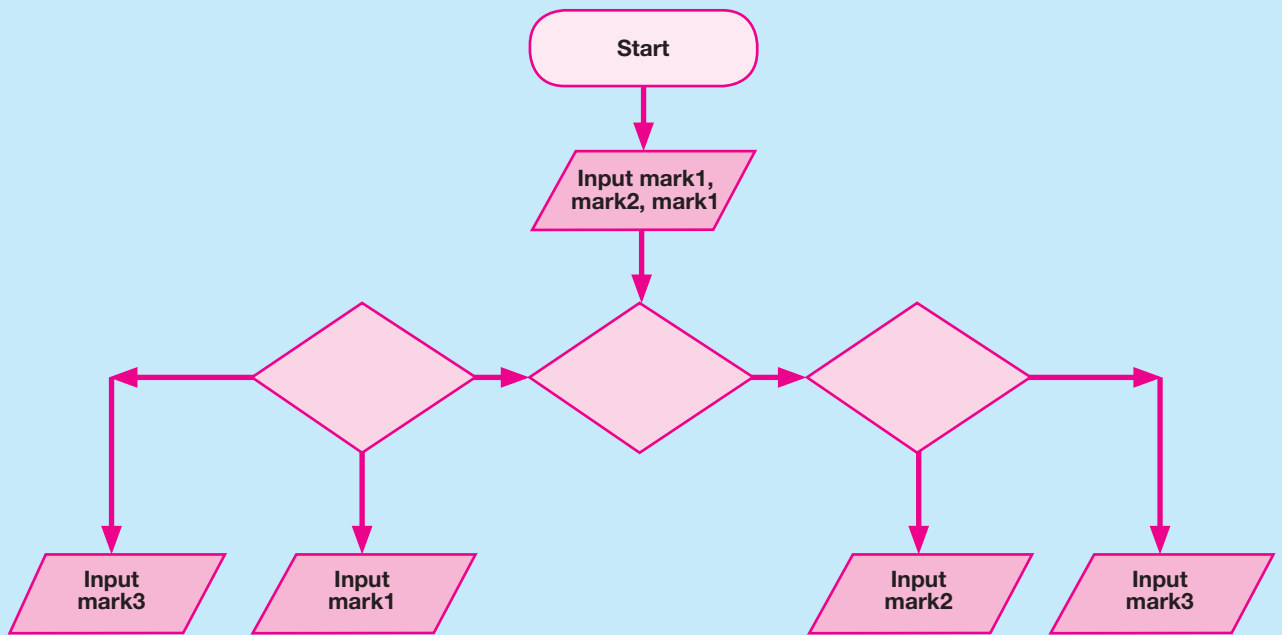 Start
Input mark1,
mark2, mark1
Input
mark3
Input
mark1
Input
mark2
Input
mark3